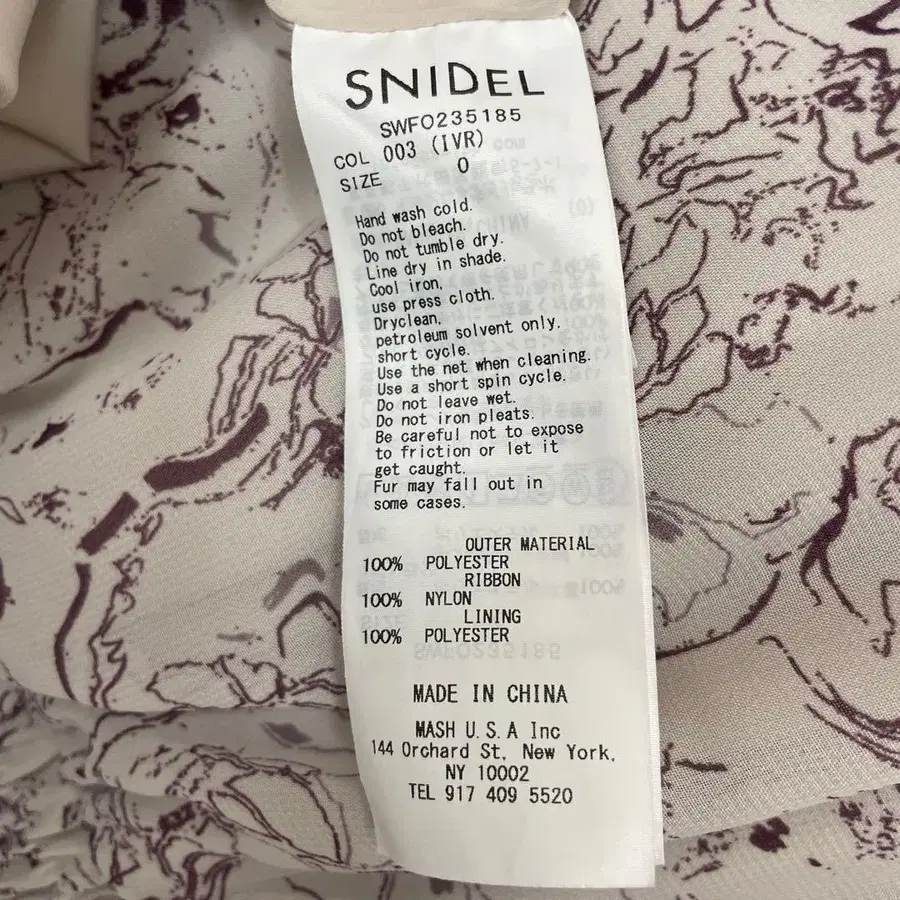 SNIDEL
SWFO235185
COL 003 (IVR)
SIZE 0
Hand wash cold.
Do not bleach.
Do not tumble dry.
Line dry in shade.
Cool iron.
use press cloth.
Dryclean.
petroleum solvent only.
short cycle.
Use the net when cleaning.
Use a short spin cycle.
Do not leave wet.
Do not iron pleats.
Be careful not to expose
to friction or let it
get caught.
Fur may fall out in
some cases.
OUTER MATERIAL
100% POLYESTER
RIBBON
100% NYLON
LINING
100% POLYESTER
MADE IN CHINA
MASH U.S.A Inc
144 Orchard St, New York,
NY 10002
TEL 917 409 5520